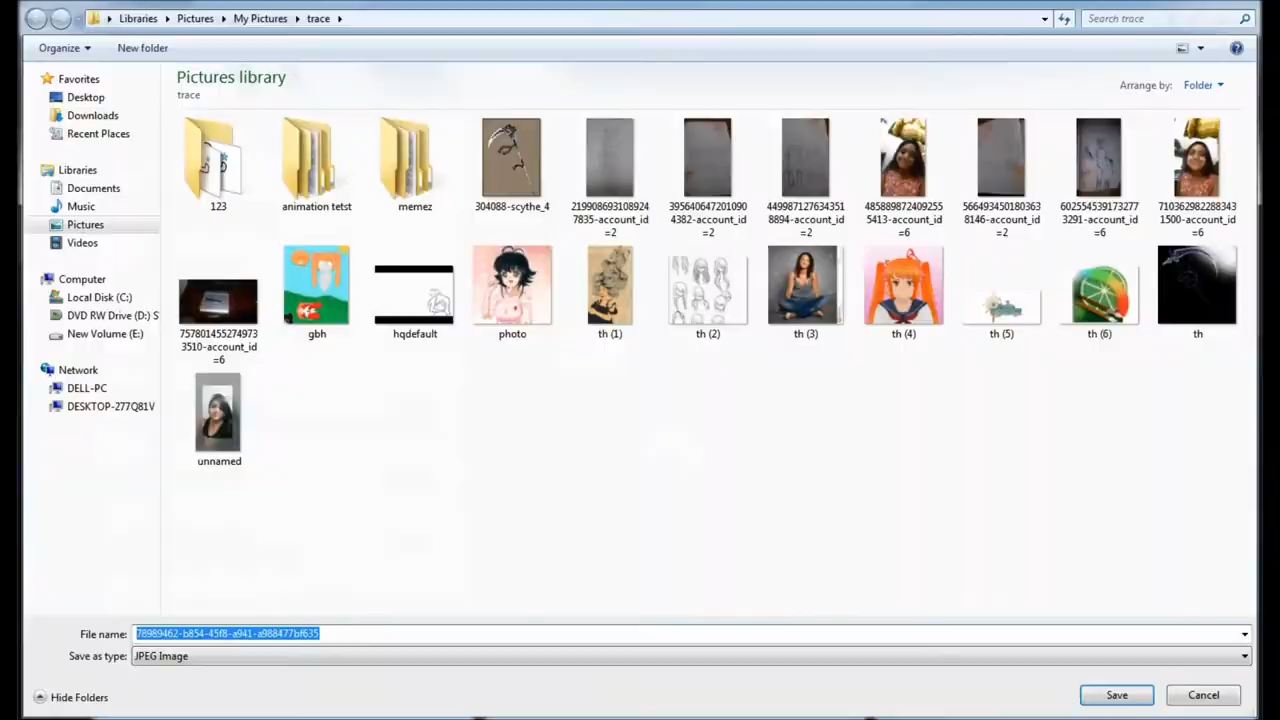 Libraries Pictures My Pictures trace
Search trace
Organize
New folder
Favorites
Desktop
Downloads
Recent Places
Libraries
Documents
Music
Pictures
Videos
Computer
Local Disk (C:)
DVD RW Drive (D:) S
New Volume (E:)
Network
DELL-PC
DESKTOP-277Q81V
Pictures library
trace
Arrange by: Folder
123
animation tetst
memez
304088-scythe_4
219908693108924
7835-account_id
=2
395640647201090
4382-account_id
=2
449987127634351
8894-account_id
=2
485889872409255
5413-account_id
=6
566493450180363
8146-account_id
=2
602554539173277
3291-account_id
=6
710362982288343
1500-account_id
=6
757801455274973
3510-account_id
=6
gbh
hqdefault
photo
th (1)
th (2)
th (3)
th (4)
th (5)
th (6)
th
unnamed
File name: 78989462-b854-45f8-a941-a988477bf635
Save as type: JPEG Image
Hide Folders
Save
Cancel